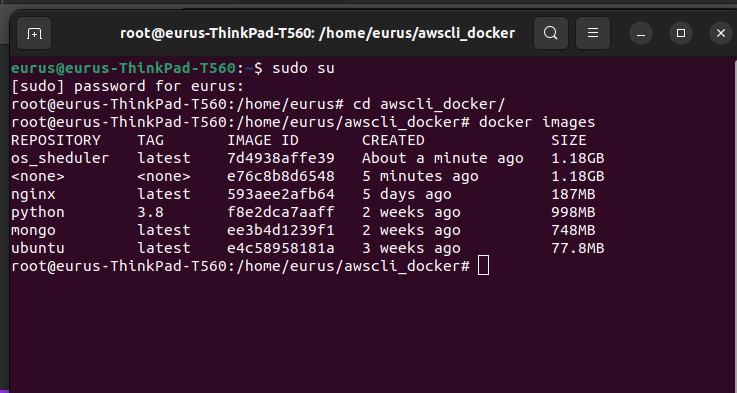 root@eurus-ThinkPad-T560: /home/eurus/awscli_docker
eurus@eurus-ThinkPad-T560:~$ sudo su
[sudo] password for eurus:
root@eurus-ThinkPad-T560:/home/eurus# cd awscli_docker/
root@eurus-ThinkPad-T560:/home/eurus/awscli_docker# docker images
REPOSITORY TAG IMAGE ID CREATED SIZE
os_sheduler latest 7d4938affe39 About a minute ago 1.18GB
<none> <none> e76c8b8d6548 5 minutes ago 1.18GB
nginx latest 593aee2afb64 5 days ago 187MB
python 3.8 f8e2dca7aaff 2 weeks ago 998MB
mongo latest ee3b4d1239f1 2 weeks ago 748MB
ubuntu latest e4c58958181a 3 weeks ago 77.8MB
root@eurus-ThinkPad-T560:/home/eurus/awscli_docker#